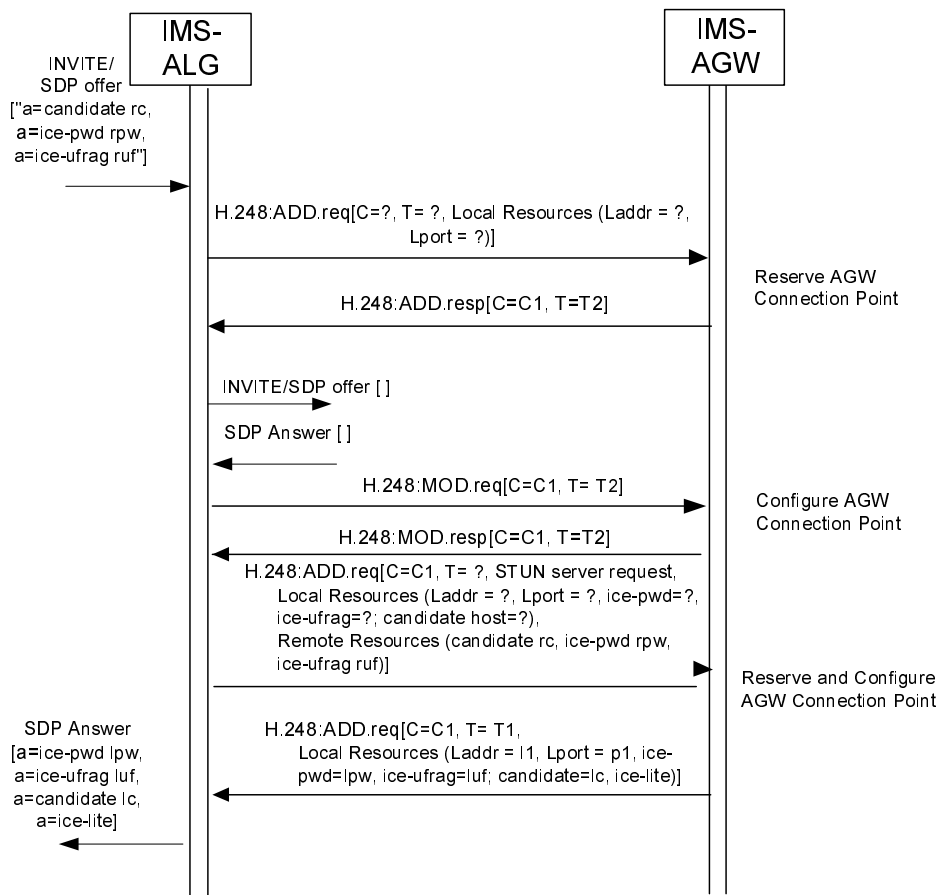 IMS-
ALG
IMS-
AGW
INVITE/
SDP offer
["a=candidate rc,
a=ice-pwd rpw,
a=ice-ufrag ruf"]
H.248:ADD.req[C=?, T= ?, Local Resources (Laddr = ?,
Lport = ?)]
Reserve AGW
Connection Point
H.248:ADD.resp[C=C1, T=T2]
INVITE/SDP offer [ ]
SDP Answer [ ]
H.248:MOD.req[C=C1, T= T2]
Configure AGW
Connection Point
H.248:MOD.resp[C=C1, T=T2]
H.248:ADD.req[C=C1, T= ?, STUN server request,
Local Resources (Laddr = ?, Lport = ?, ice-pwd=?,
ice-ufrag=?; candidate host=?),
Remote Resources (candidate rc, ice-pwd rpw,
ice-ufrag ruf)]
Reserve and Configure
AGW Connection Point
H.248:ADD.req[C=C1, T= T1,
Local Resources (Laddr = l1, Lport = p1, ice-
pwd=lpw, ice-ufrag=luf; candidate=lc, ice-lite)]
SDP Answer
[a=ice-pwd lpw,
a=ice-ufrag luf,
a=candidate lc,
a=ice-lite]